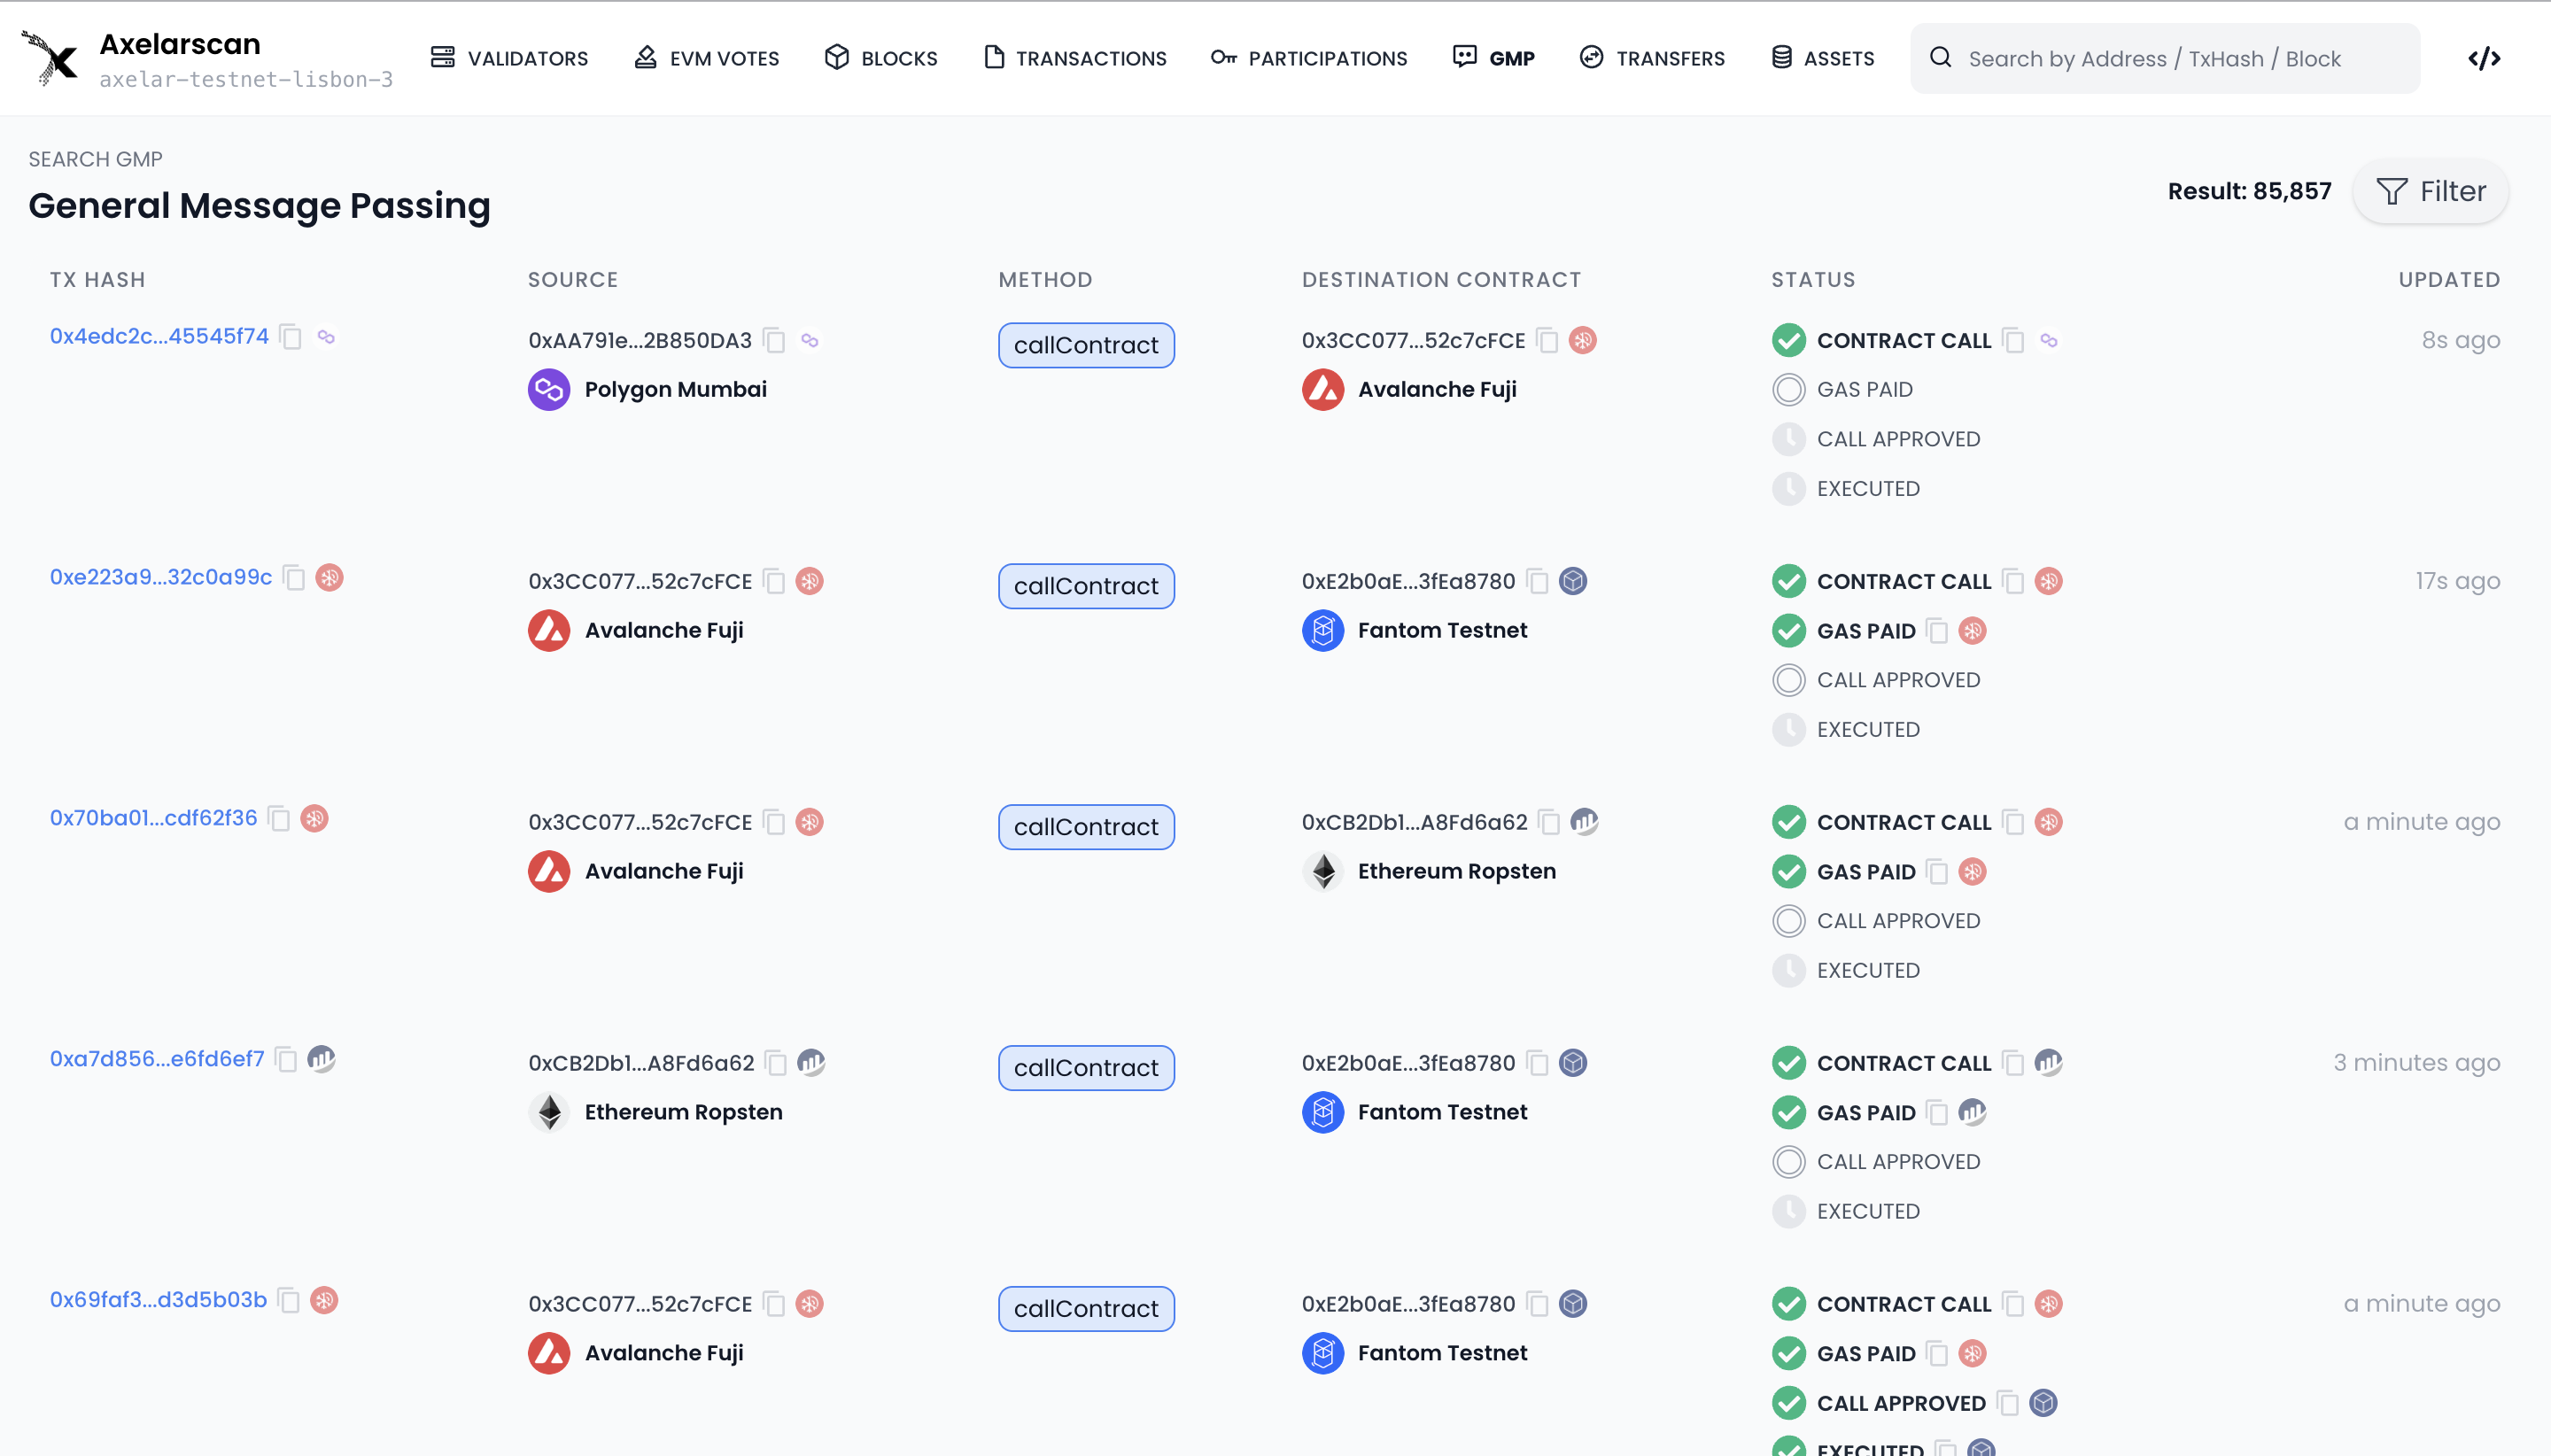 Axelarscan
axelar-testnet-lisbon-3
VALIDATORS
EVM VOTES
BLOCKS
TRANSACTIONS
PARTICIPATIONS
GMP
TRANSFERS
ASSETS
Search by Address / TxHash / Block
SEARCH GMP
General Message Passing
Result: 85,857
Filter
TX HASH SOURCE METHOD DESTINATION CONTRACT STATUS UPDATED
0x4edc2c...45545f74 0xAA791e...2B850DA3 callContract 0x3CC077...52c7cFCE CONTRACT CALL 8s ago
Polygon Mumbai Avalanche Fuji GAS PAID
CALL APPROVED
EXECUTED
0xe223a9...32c0a99c 0x3CC077...52c7cFCE callContract 0xE2b0aE...3fEa8780 CONTRACT CALL 17s ago
Avalanche Fuji Fantom Testnet GAS PAID
CALL APPROVED
EXECUTED
0x70ba01...cdf62f36 0x3CC077...52c7cFCE callContract 0xCB2Db1...A8Fd6a62 CONTRACT CALL a minute ago
Avalanche Fuji Ethereum Ropsten GAS PAID
CALL APPROVED
EXECUTED
0xa7d856...e6fd6ef7 0xCB2Db1...A8Fd6a62 callContract 0xE2b0aE...3fEa8780 CONTRACT CALL 3 minutes ago
Ethereum Ropsten Fantom Testnet GAS PAID
CALL APPROVED
EXECUTED
0x69faf3...d3d5b03b 0x3CC077...52c7cFCE callContract 0xE2b0aE...3fEa8780 CONTRACT CALL a minute ago
Avalanche Fuji Fantom Testnet GAS PAID
CALL APPROVED
EXECUTED